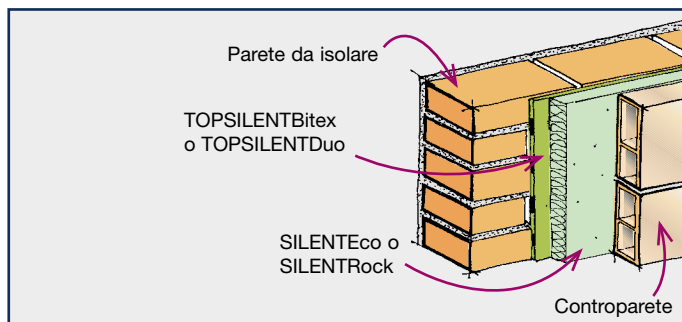 Parete da isolare
TOPSILENTBitex
o TOPSILENTDuo
SILENTEco o
SILENTRock
Controparete